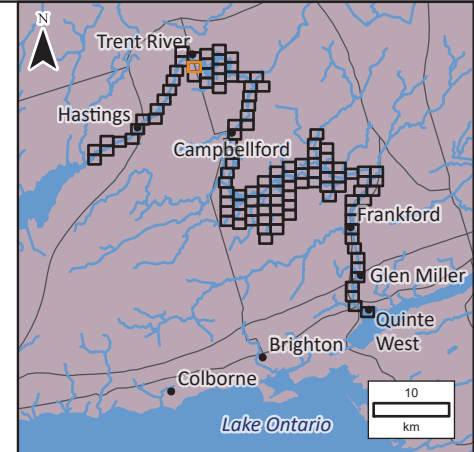 N
Trent River
Hastings
Campbellford
Frankford
Glen Miller
Quinte
West
Brighton
Colborne
Lake Ontario
10
km